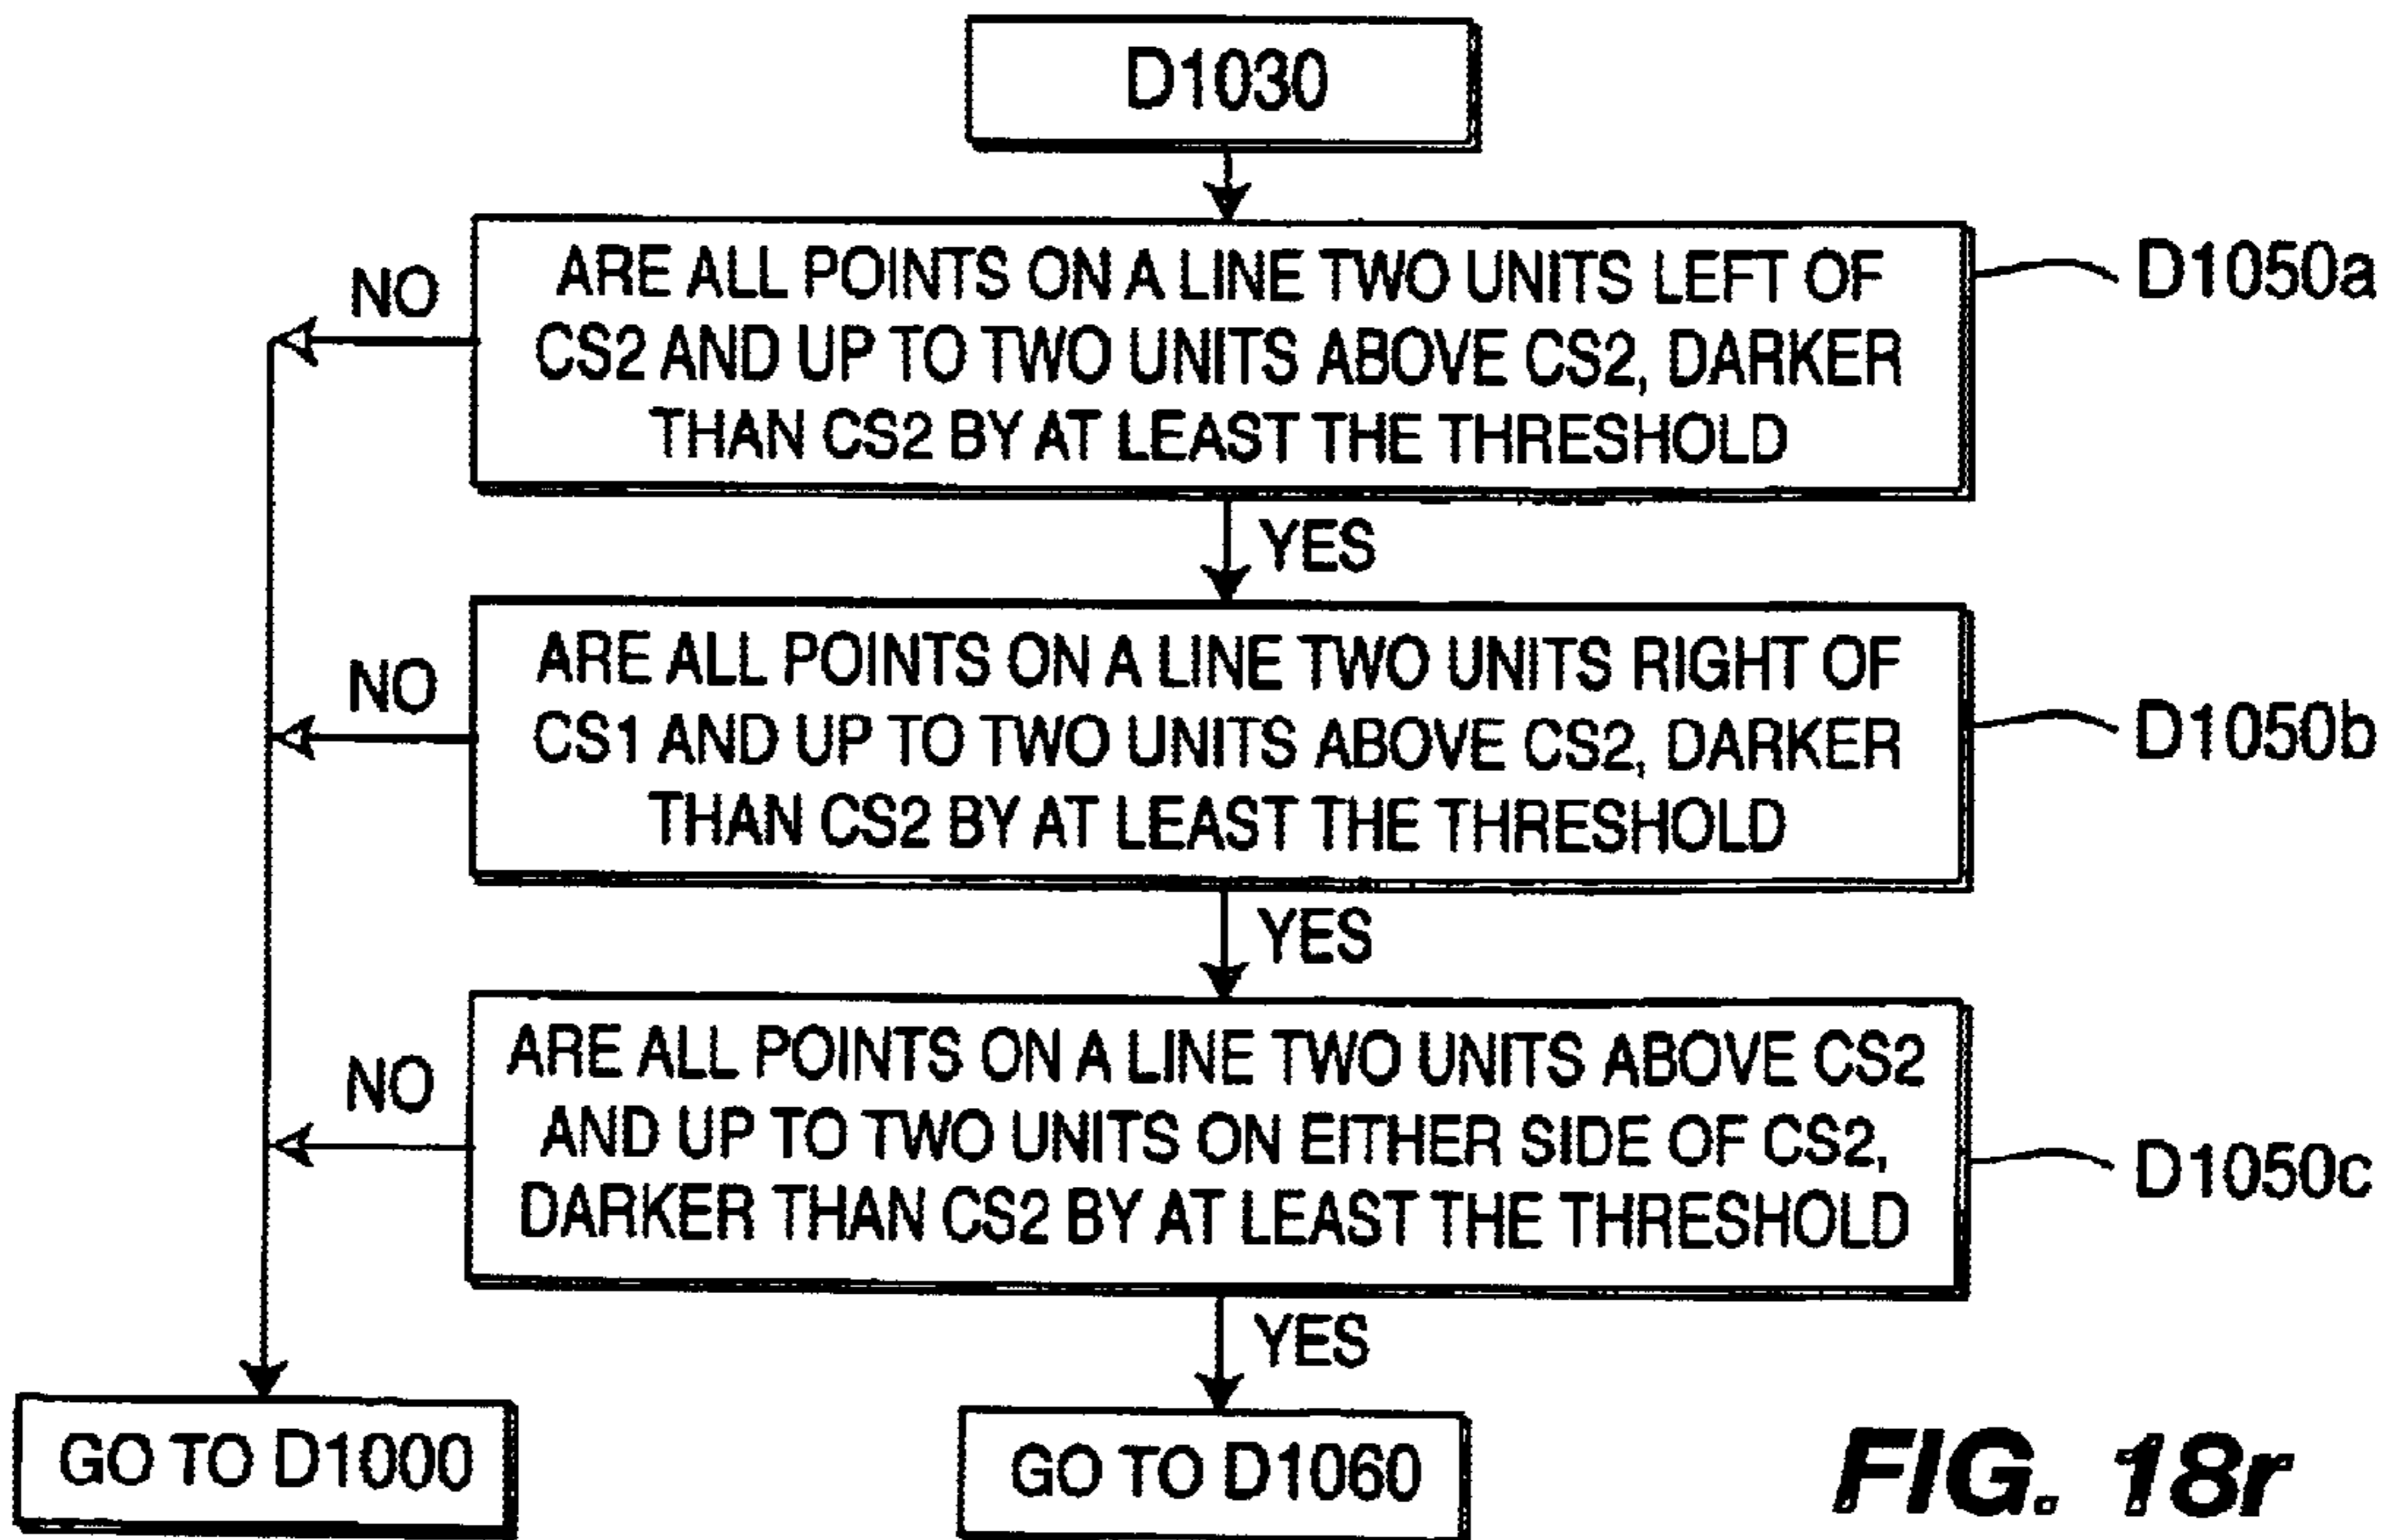 D1030
ARE ALL POINTS ON A LINE TWO UNITS LEFT OF
CS2 AND UP TO TWO UNITS ABOVE CS2, DARKER
THAN CS2 BY AT LEAST THE THRESHOLD
D1050a
NO
YES
ARE ALL POINTS ON A LINE TWO UNITS RIGHT OF
CS1 AND UP TO TWO UNITS ABOVE CS2, DARKER
THAN CS2 BY AT LEAST THE THRESHOLD
D1050b
NO
YES
ARE ALL POINTS ON A LINE TWO UNITS ABOVE CS2
AND UP TO TWO UNITS ON EITHER SIDE OF CS2,
DARKER THAN CS2 BY AT LEAST THE THRESHOLD
D1050c
NO
YES
GO TO D1000
GO TO D1060
FIG. 18r